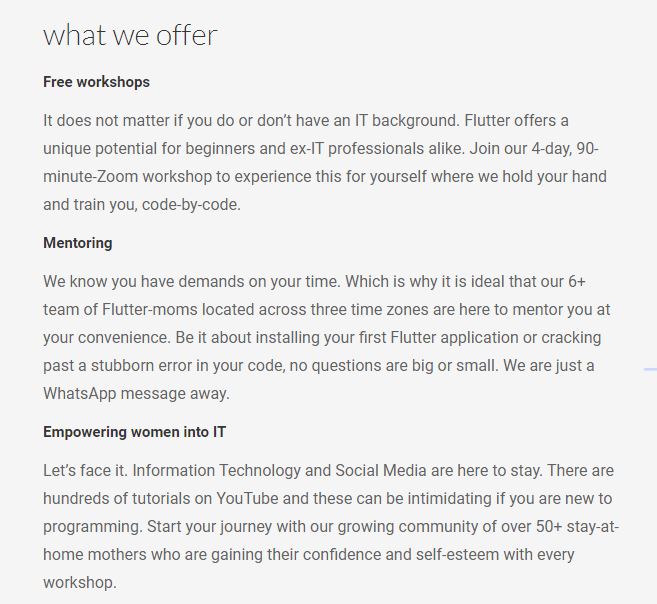 what we offer
Free workshops
It does not matter if you do or don’t have an IT background. Flutter offers a
unique potential for beginners and ex-IT professionals alike. Join our 4-day, 90-
minute-Zoom workshop to experience this for yourself where we hold your hand
and train you, code-by-code.
Mentoring
We know you have demands on your time. Which is why it is ideal that our 6+
team of Flutter-moms located across three time zones are here to mentor you at
your convenience. Be it about installing your first Flutter application or cracking
past a stubborn error in your code, no questions are big or small. We are just a
WhatsApp message away.
Empowering women into IT
Let’s face it. Information Technology and Social Media are here to stay. There are
hundreds of tutorials on YouTube and these can be intimidating if you are new to
programming. Start your journey with our growing community of over 50+ stay-at-
home mothers who are gaining their confidence and self-esteem with every
workshop.